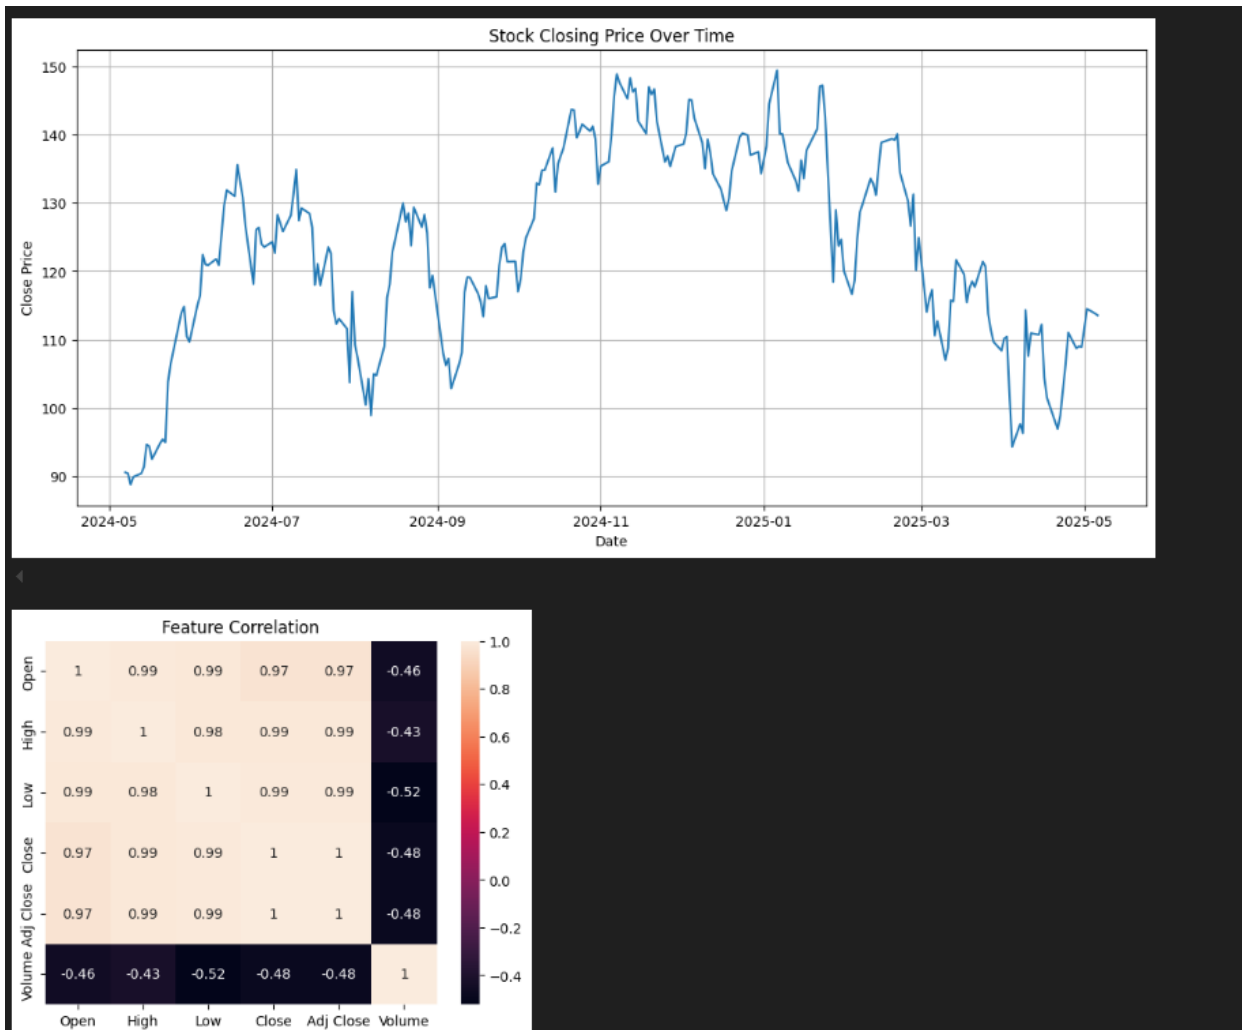 Stock Closing Price Over Time
150
140
130
120
110
100
90
Close Price
2024-05 2024-07 2024-09 2024-11 2025-01 2025-03 2025-05
Date
Feature Correlation
Open 1 0.99 0.99 0.97 0.97 -0.46
High 0.99 1 0.98 0.99 0.99 -0.43
Low 0.99 0.98 1 0.99 0.99 -0.52
Close 0.97 0.99 0.99 1 1 -0.48
Adj Close 0.97 0.99 0.99 1 1 -0.48
Volume -0.46 -0.43 -0.52 -0.48 -0.48 1
Open High Low Close Adj Close Volume
1.0
0.8
0.6
0.4
0.2
0.0
−0.2
−0.4